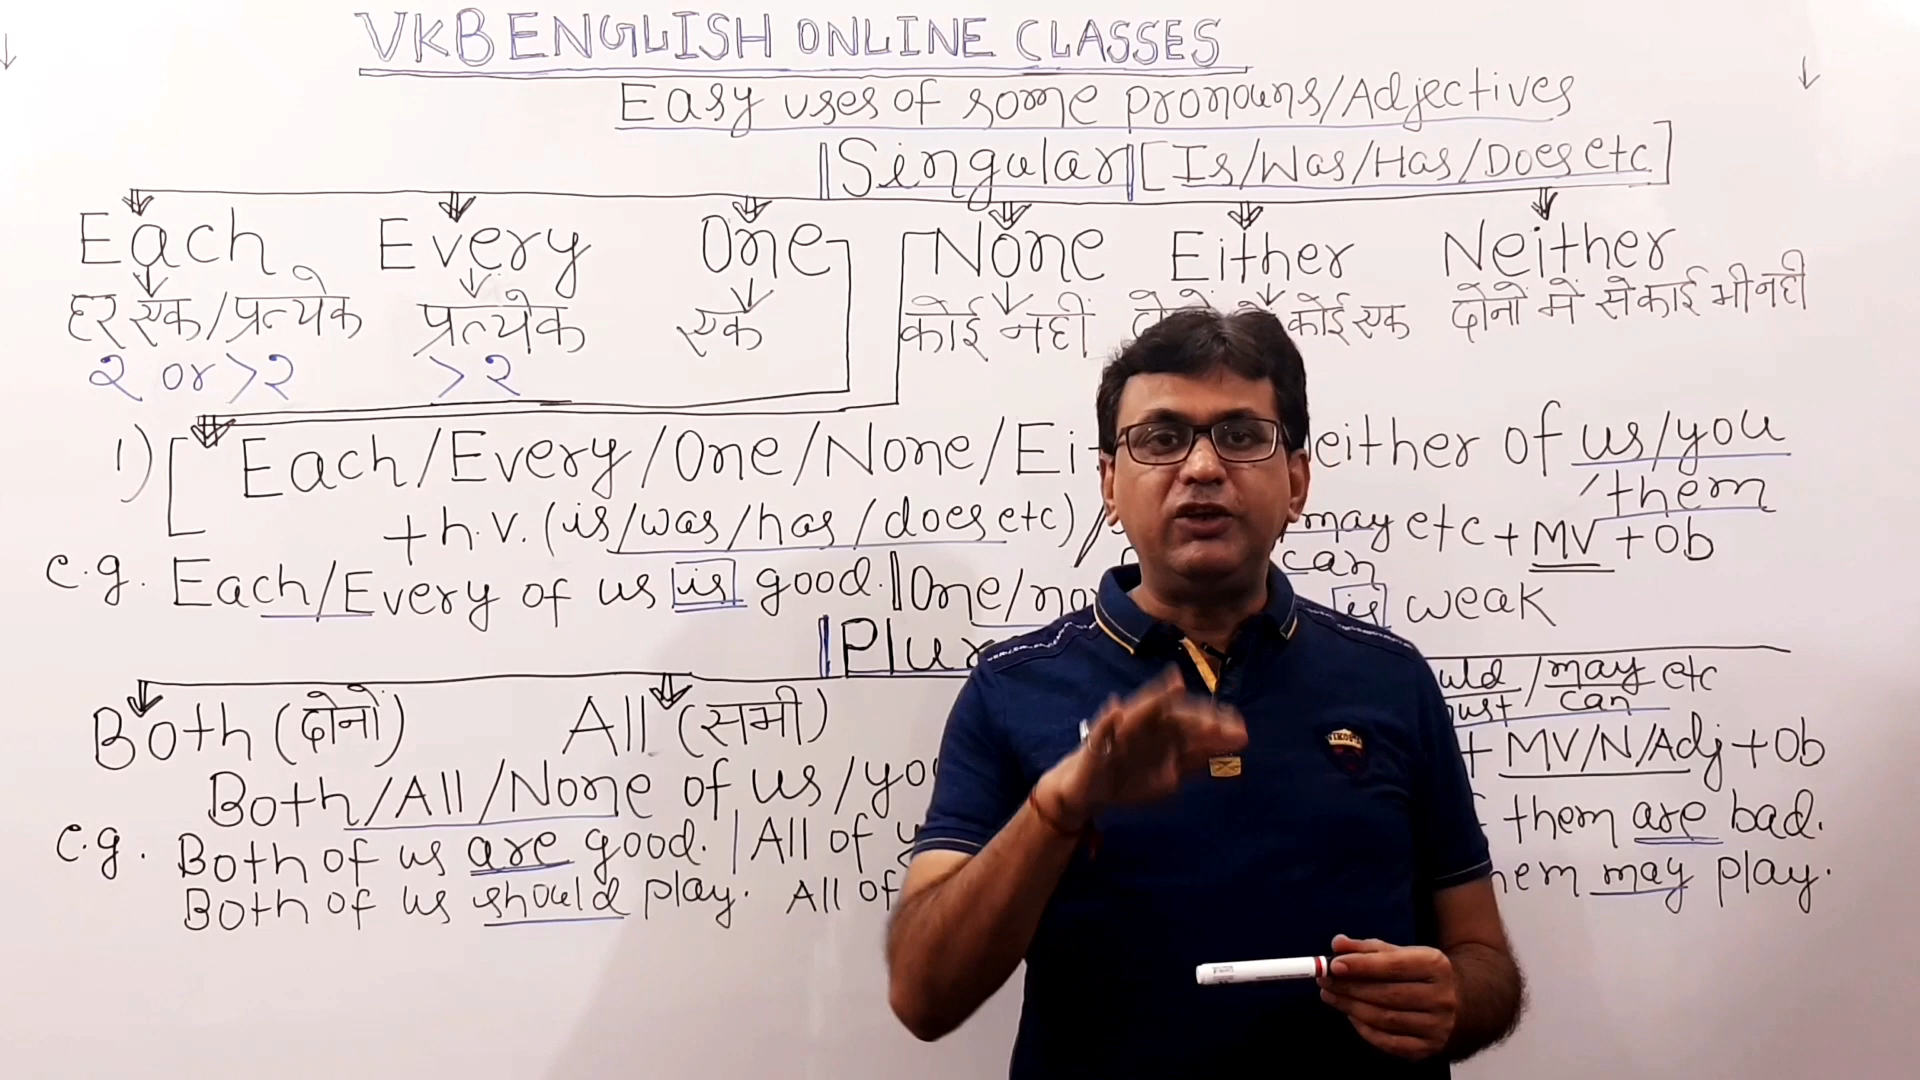 VKB ENGLISH ONLINE CLASSES
Easy uses of some pronouns/Adjectives
Singular [Is/Was/Has/Does etc]
Each Every One None Either Neither
हर एक/प्रत्येक प्रत्येक एक कोई नहीं कोई एक दोनों में से कोई भी नही
२ or >२ >२
1) Each/Every/One/None/Ei either of us/you
/them
+h.v. (is/was/has/does etc)/ may etc + MV + Ob
can
e.g. Each/Every of us is good. | One/no is weak
Plur
uld/may etc
ust can
Both (दोनों) All (सभी)
+ MV/N/Adj + Ob
Both/All/None of us/yo
them are bad.
e.g. Both of us are good. | All of y
Both of us should play. All of hem may play.